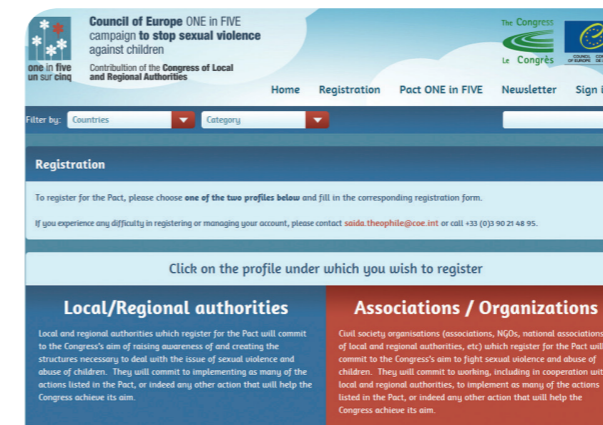 Council of Europe ONE in FIVE
campaign to stop sexual violence
against children
one in five
un sur cinq
Contribultion of the Congress of Local
and Regional Authorities
The Congress
Le Congrès
Home Registration Pact ONE in FIVE Newsletter Sign
Filter by: Countries Category
Registration
To register for the Pact, please choose one of the two profiles below and fill in the corresponding registration form.
If you experience any difficulty in registering or managing your account, please contact saida.theophile@coe.int or call +33 (0)3 90 21 48 95.
Click on the profile under which you wish to register
Local/Regional authorities
Local and regional authorities which register for the Pact will commit
to the Congress's aim of raising awareness of and creating the
structures necessary to deal with the issue of sexual violence and
abuse of children. They will commit to implementing as many of the
actions listed in the Pact, or indeed any other action that will help the
Congress achieve its aim.
Associations / Organizations
Civil society organisations (associations, NGOs, national associations
of local and regional authorities, etc) which register for the Pact will
commit to the Congress's aim to fight sexual violence and abuse of
children. They will commit to working, including in cooperation with
local and regional authorities, to implement as many of the actions
listed in the Pact, or indeed any other action that will help the
Congress achieve its aim.